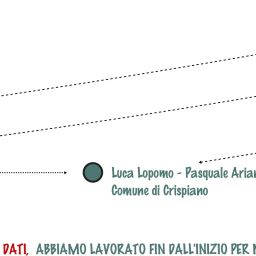 Luca Lopomo - Pasquale Arian
Comune di Crispiano
DATI, ABBIAMO LAVORATO FIN DALL'INIZIO PER